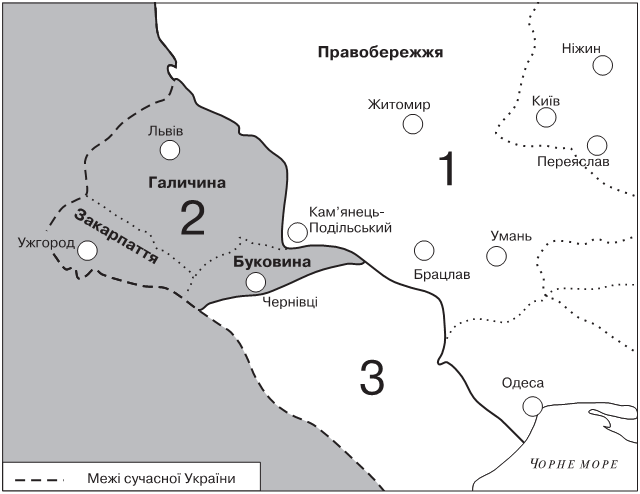 Правобережжя
Ніжин
Житомир
Київ
Львів
Переяслав
1
Галичина
2
Закарпаття
Кам’янець-
Подільський
Ужгород
Умань
Буковина
Брацлав
Чернівці
3
Одеса
ЧОРНЕ МОРЕ
Межі сучасної України